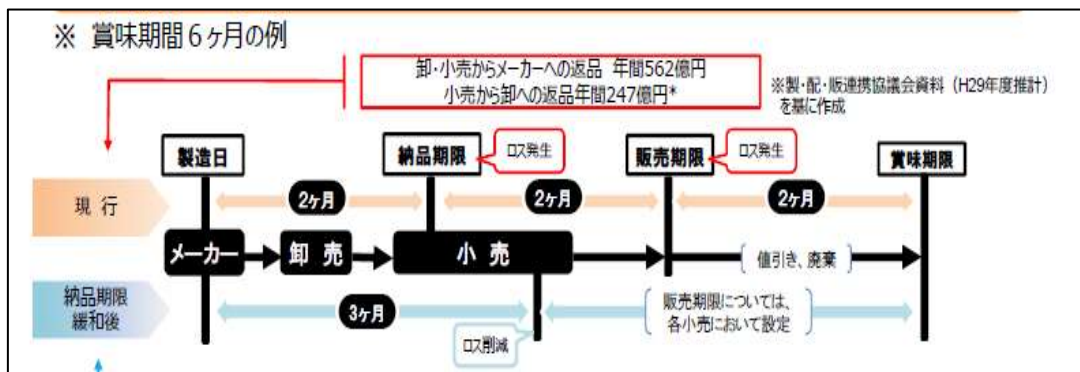 ※ 賞味期間6ヶ月の例
卸・小売からメーカーへの返品 年間562億円
小売から卸への返品年間247億円*
※製・配・販連携協議会資料（H29年度推計）
を基に作成
製造日
納品期限
ロス発生
販売期限
ロス発生
賞味期限
現 行
2ヶ月
2ヶ月
2ヶ月
メーカー
卸 売
小 売
値引き、廃棄
納品期限
緩和後
3ヶ月
ロス削減
販売期限については、
各小売において設定